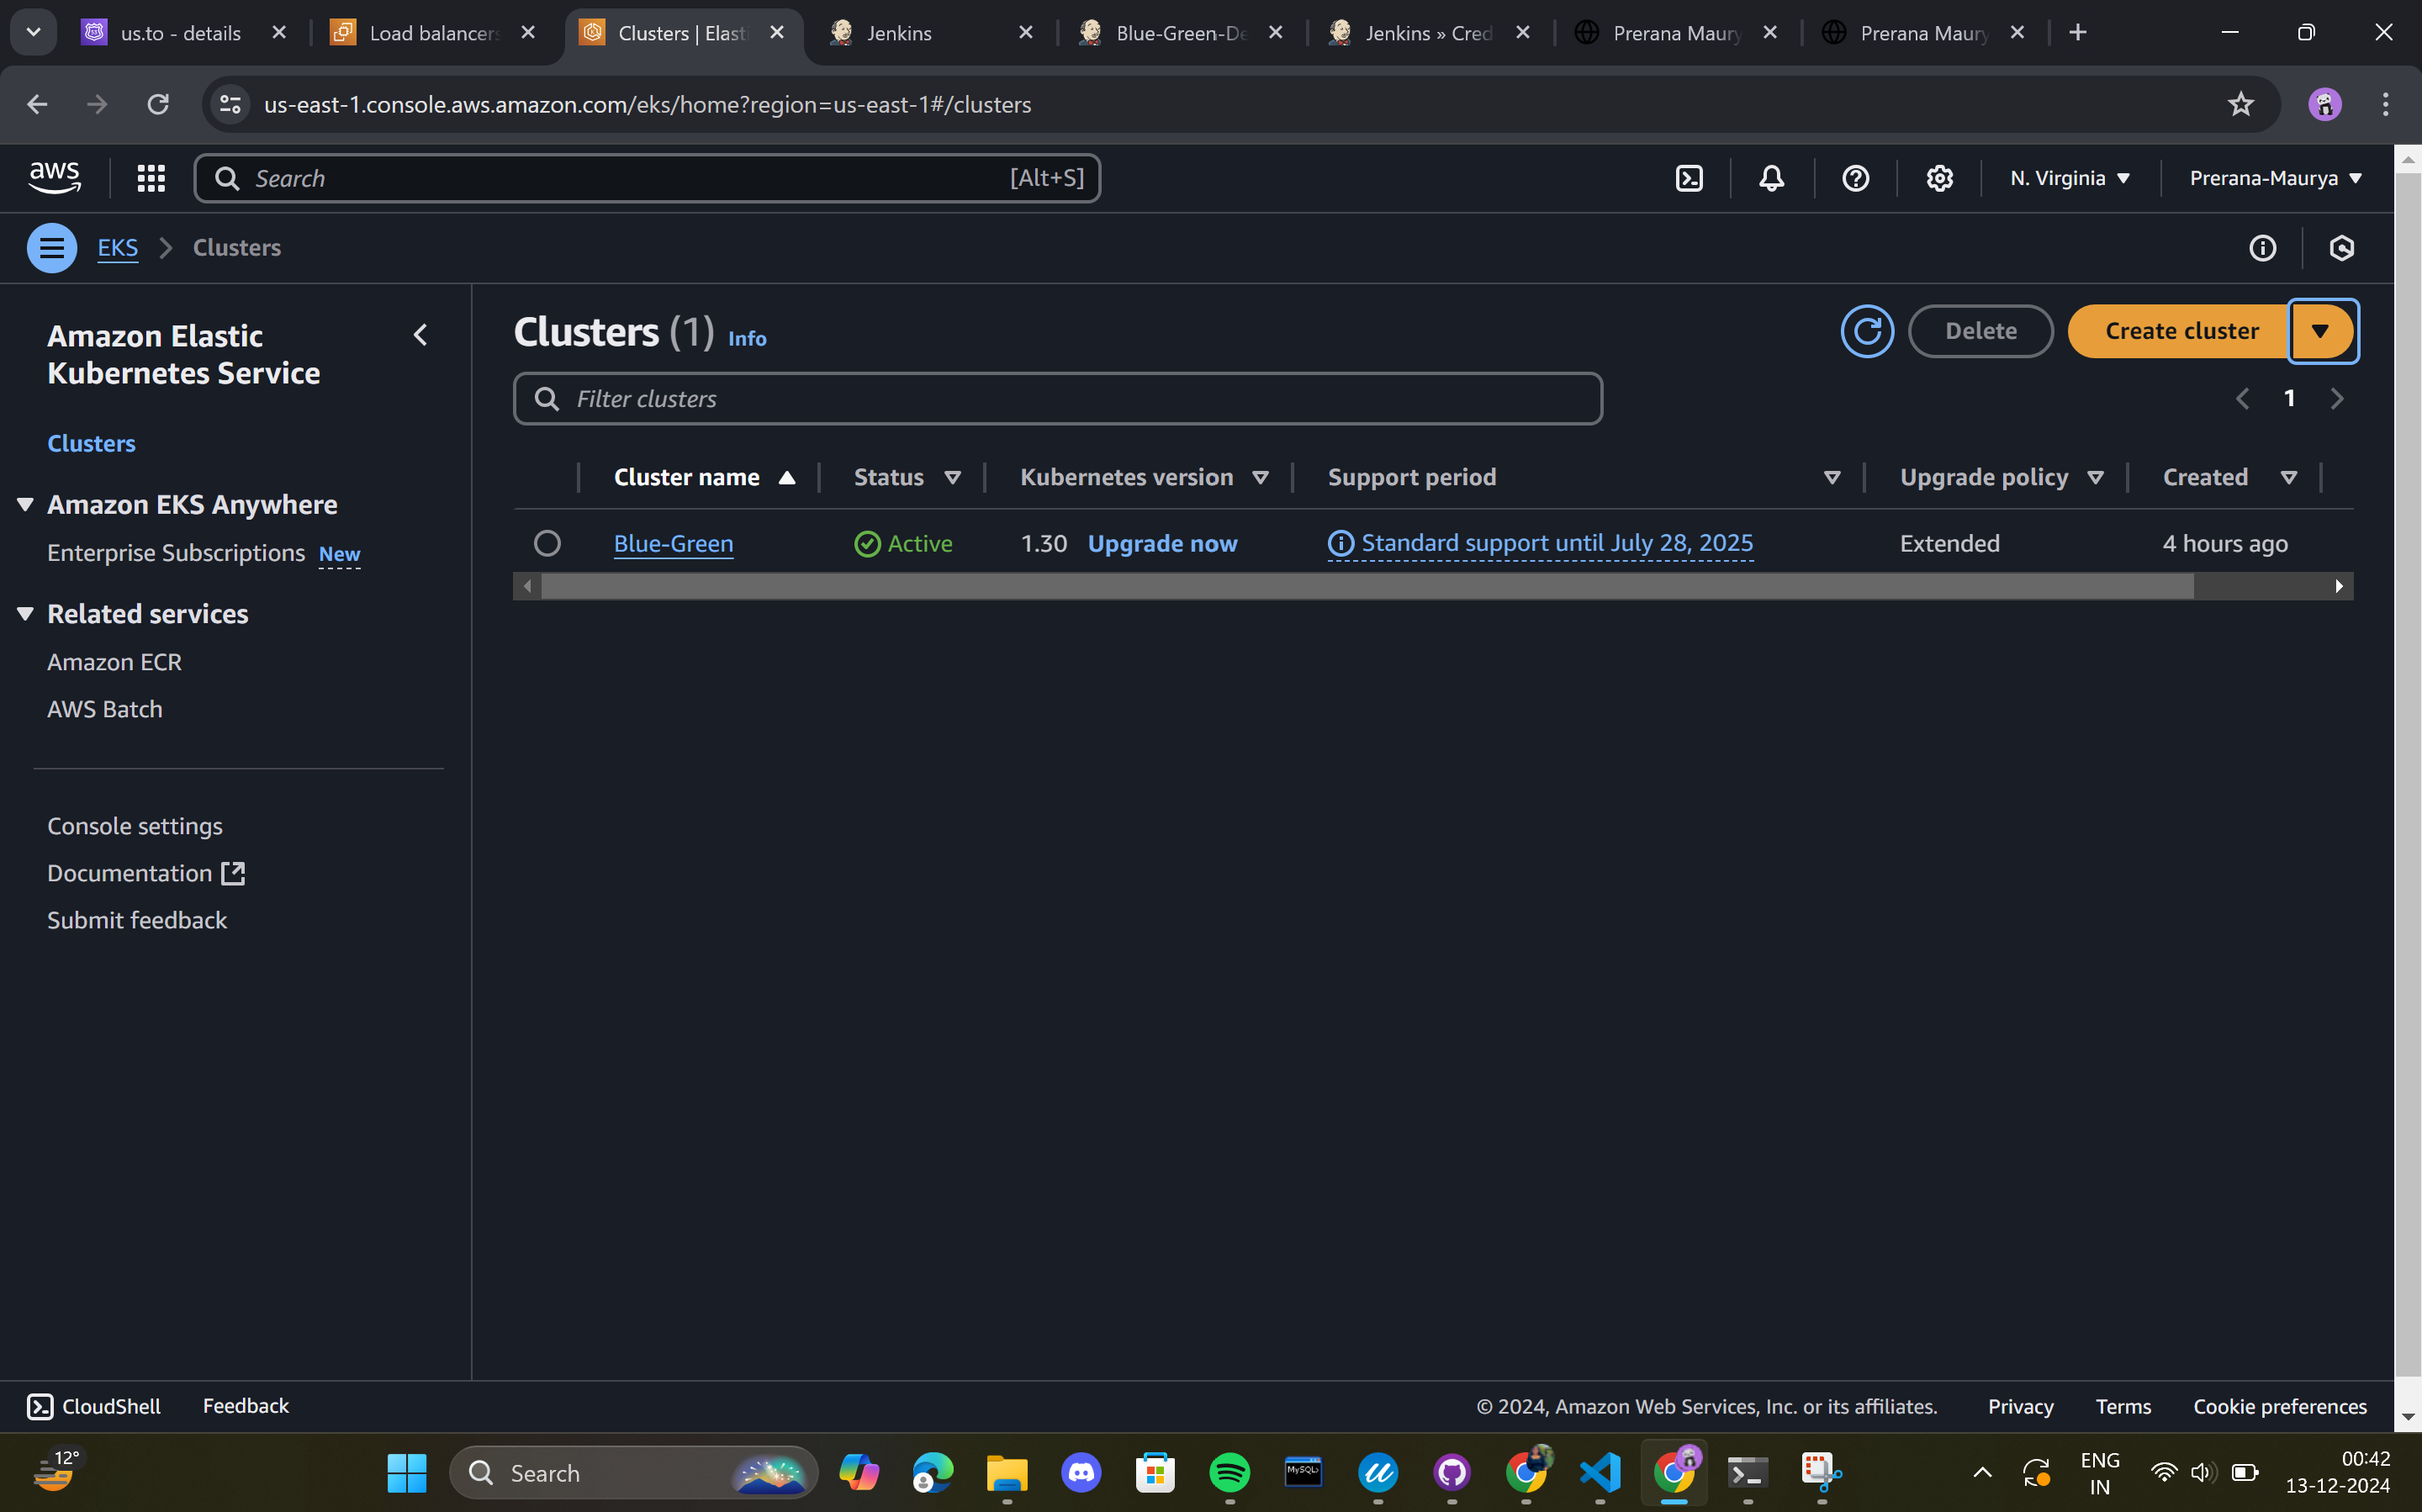 us.to - details
Load balancers
Clusters | Elast
Jenkins
Blue-Green-De
Jenkins » Cred
Prerana Maury
Prerana Maury
us-east-1.console.aws.amazon.com/eks/home?region=us-east-1#/clusters
aws
Search
[Alt+S]
N. Virginia
Prerana-Maurya
EKS
Clusters
Amazon Elastic
Kubernetes Service
Clusters
Amazon EKS Anywhere
Enterprise Subscriptions New
Related services
Amazon ECR
AWS Batch
Console settings
Documentation
Submit feedback
Clusters (1) Info
Delete
Create cluster
Filter clusters
1
Cluster name
Status
Kubernetes version
Support period
Upgrade policy
Created
Blue-Green
Active
1.30 Upgrade now
Standard support until July 28, 2025
Extended
4 hours ago
CloudShell
Feedback
© 2024, Amazon Web Services, Inc. or its affiliates.
Privacy
Terms
Cookie preferences
12°
Search
MySQL>
ENG
IN
00:42
13-12-2024